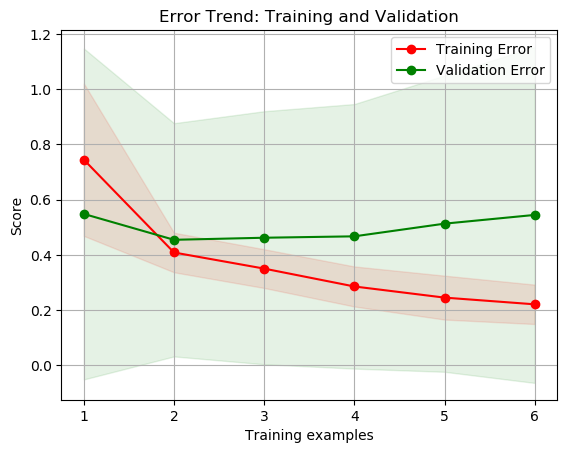 Error Trend: Training and Validation
1.2
1.0
0.8
0.6
0.4
0.2
0.0
Score
Training Error
Validation Error
1 2 3 4 5 6
Training examples